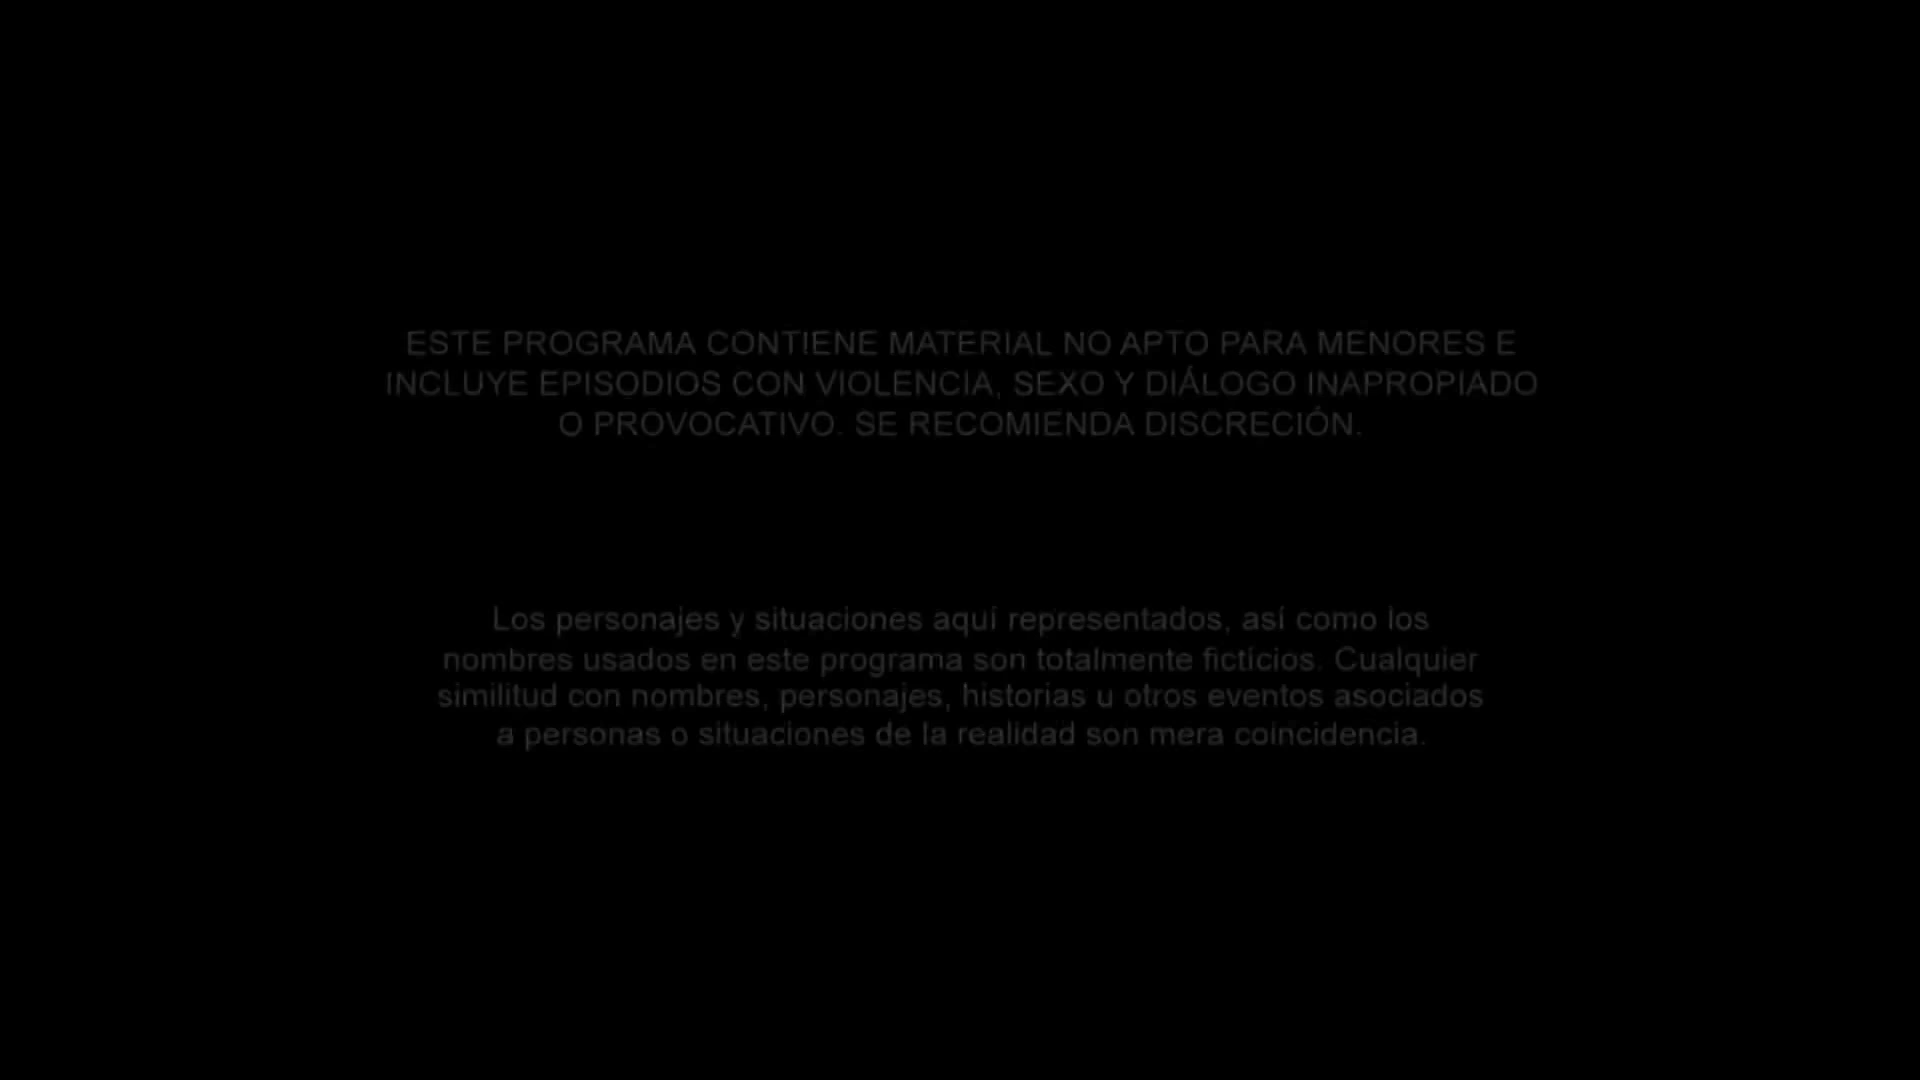 ESTE PROGRAMA CONTIENE MATERIAL NO APTO PARA MENORES E
INCLUYE EPISODIOS CON VIOLENCIA, SEXO Y DIÁLOGO INAPROPIADO
O PROVOCATIVO. SE RECOMIENDA DISCRECIÓN.
Los personajes y situaciones aquí representados, así como los
nombres usados en este programa son totalmente ficticios. Cualquier
similitud con nombres, personajes, historias u otros eventos asociados
a personas o situaciones de la realidad son mera coincidencia.